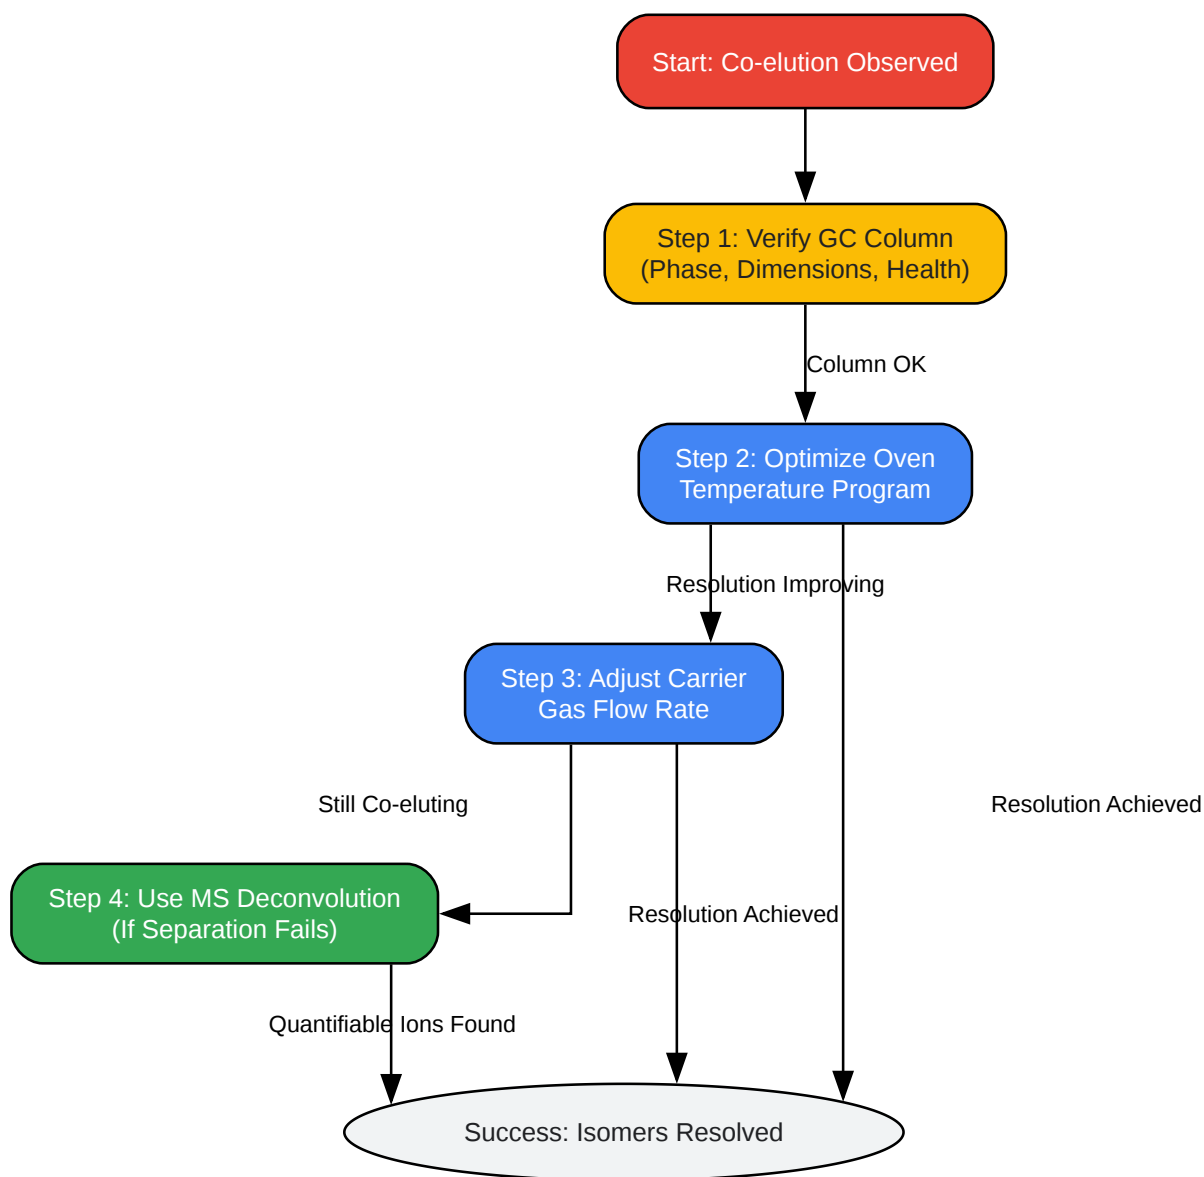 Start: Co-elution Observed
Step 1: Verify GC Column
(Phase, Dimensions, Health)
Column OK
Step 2: Optimize Oven
Temperature Program
Resolution Improving
Step 3: Adjust Carrier
Gas Flow Rate
Still Co-eluting
Resolution Achieved
Step 4: Use MS Deconvolution
(If Separation Fails)
Resolution Achieved
Quantifiable Ions Found
Success: Isomers Resolved